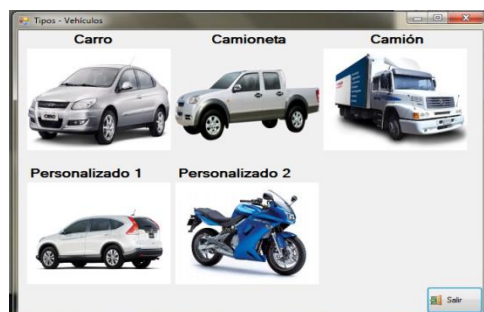 Tipos - Vehículos
Carro
Camioneta
Camión
Personalizado 1
Personalizado 2
Salir